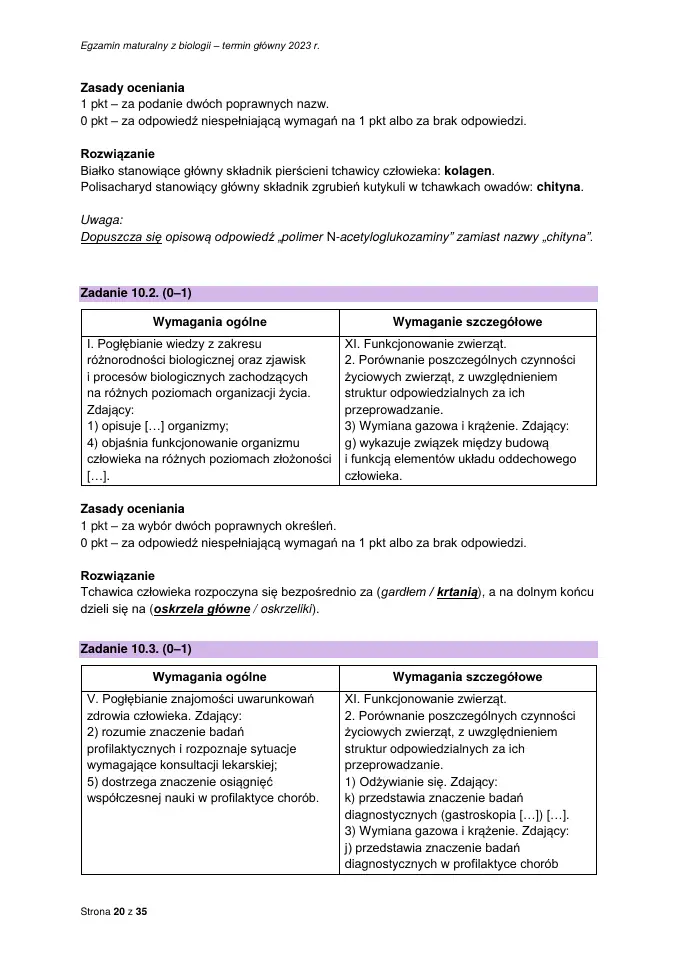 Egzamin maturalny z biologii – termin główny 2023 r.
Zasady oceniania
1 pkt – za podanie dwóch poprawnych nazw.
0 pkt – za odpowiedź niespełniającą wymagań na 1 pkt albo za brak odpowiedzi.
Rozwiązanie
Białko stanowiące główny składnik pierścieni tchawicy człowieka: kolagen.
Polisacharyd stanowiący główny składnik zgrubień kutykuli w tchawkach owadów: chityna.
Uwaga:
Dopuszcza się opisową odpowiedź „polimer N-acetyloglukozaminy” zamiast nazwy „chityna”.
Zadanie 10.2. (0–1)
Wymagania ogólne
I. Pogłębianie wiedzy z zakresu
różnorodności biologicznej oraz zjawisk
i procesów biologicznych zachodzących
na różnych poziomach organizacji życia.
Zdający:
1) opisuje […] organizmy;
4) objaśnia funkcjonowanie organizmu
człowieka na różnych poziomach złożoności
[…].
Wymaganie szczegółowe
XI. Funkcjonowanie zwierząt.
2. Porównanie poszczególnych czynności
życiowych zwierząt, z uwzględnieniem
struktur odpowiedzialnych za ich
przeprowadzanie.
3) Wymiana gazowa i krążenie. Zdający:
g) wykazuje związek między budową
i funkcją elementów układu oddechowego
człowieka.
Zasady oceniania
1 pkt – za wybór dwóch poprawnych określeń.
0 pkt – za odpowiedź niespełniającą wymagań na 1 pkt albo za brak odpowiedzi.
Rozwiązanie
Tchawica człowieka rozpoczyna się bezpośrednio za (gardłem / krtanią), a na dolnym końcu
dzieli się na (oskrzela główne / oskrzeliki).
Zadanie 10.3. (0–1)
Wymagania ogólne
V. Pogłębianie znajomości uwarunkowań
zdrowia człowieka. Zdający:
2) rozumie znaczenie badań
profilaktycznych i rozpoznaje sytuacje
wymagające konsultacji lekarskiej;
5) dostrzega znaczenie osiągnięć
współczesnej nauki w profilaktyce chorób.
Wymagania szczegółowe
XI. Funkcjonowanie zwierząt.
2. Porównanie poszczególnych czynności
życiowych zwierząt, z uwzględnieniem
struktur odpowiedzialnych za ich
przeprowadzanie.
1) Odżywianie się. Zdający:
k) przedstawia znaczenie badań
diagnostycznych (gastroskopia […]) […].
3) Wymiana gazowa i krążenie. Zdający:
j) przedstawia znaczenie badań
diagnostycznych w profilaktyce chorób
Strona 20 z 35